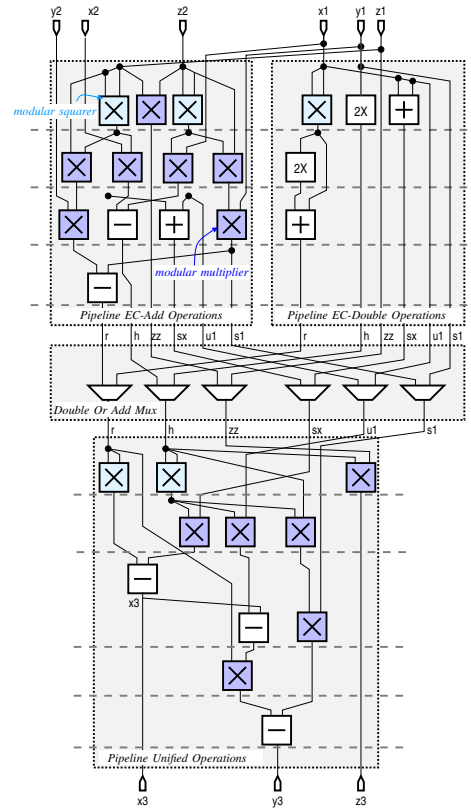 y2 x2 z2 x1 y1 z1
modular squarer
2X
2X
modular multiplier
Pipeline EC-Add Operations Pipeline EC-Double Operations
r h zz sx u1 s1 r h zz sx u1 s1
Double Or Add Mux
r h zz sx u1 s1
x3
Pipeline Unified Operations
x3 y3 z3